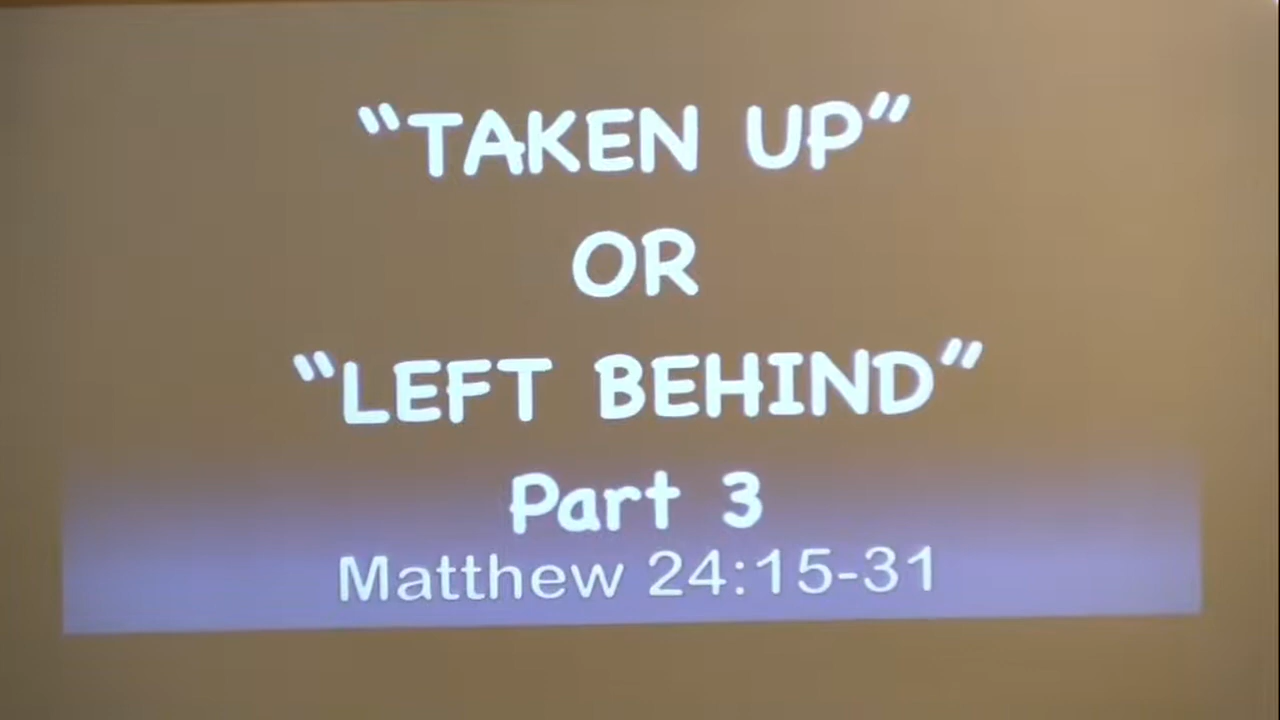 “TAKEN UP”
OR
“LEFT BEHIND”
Part 3
Matthew 24:15-31